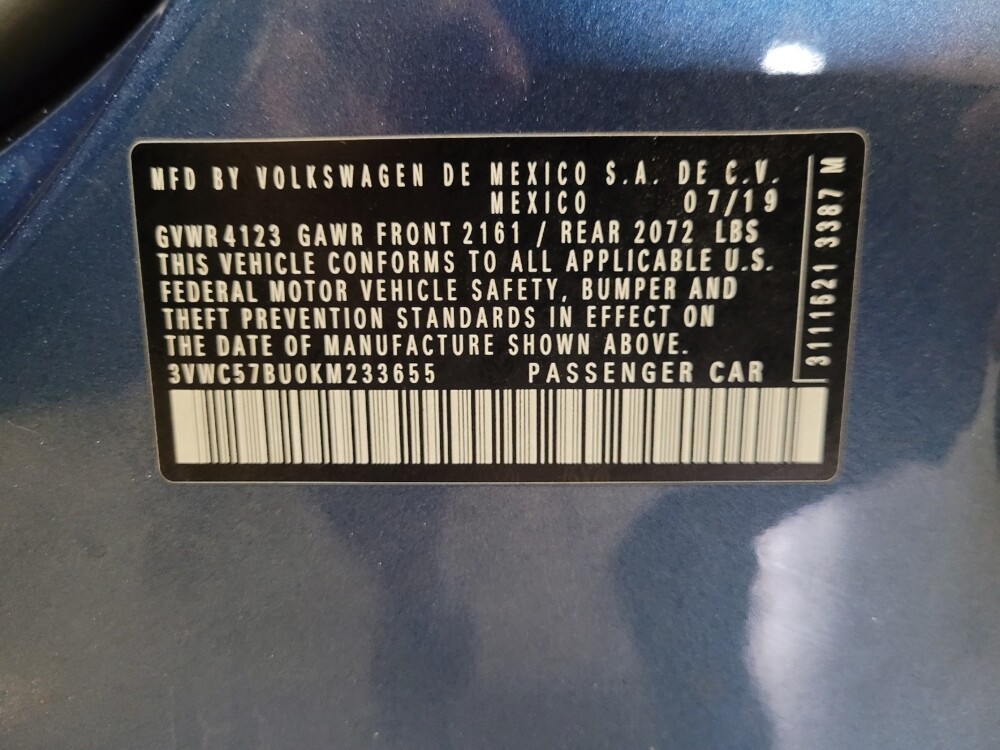 MFD BY VOLKSWAGEN DE MEXICO S.A. DE C.V.
MEXICO 07/19
GVWR 4123 GAWR FRONT 2161 / REAR 2072 LBS
THIS VEHICLE CONFORMS TO ALL APPLICABLE U.S.
FEDERAL MOTOR VEHICLE SAFETY, BUMPER AND
THEFT PREVENTION STANDARDS IN EFFECT ON
THE DATE OF MANUFACTURE SHOWN ABOVE.
3VWC57BU0KM233655 PASSENGER CAR
3111621 3387 M